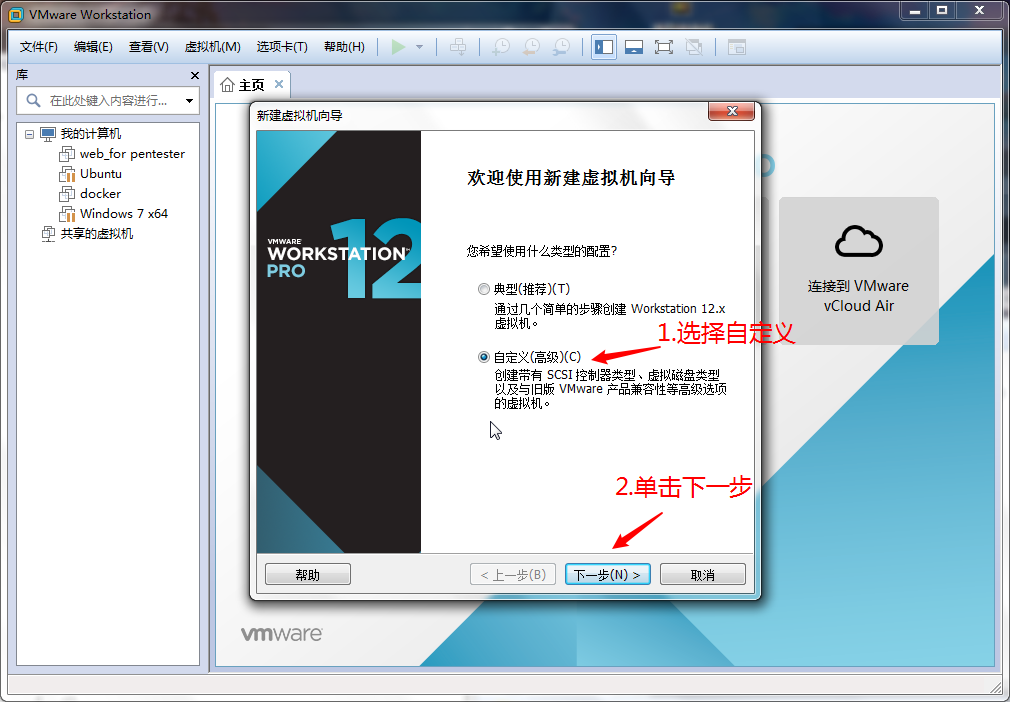 VMware Workstation
文件(F) 编辑(E) 查看(V) 虚拟机(M) 选项卡(T) 帮助(H)
库
在此处键入内容进行...
我的计算机
web_for pentester
Ubuntu
docker
Windows 7 x64
共享的虚拟机
主页
新建虚拟机向导
VMWARE
WORKSTATION
PRO
12
欢迎使用新建虚拟机向导
您希望使用什么类型的配置?
典型(推荐)(T)
通过几个简单的步骤创建 Workstation 12.x
虚拟机。
1.选择自定义
自定义(高级)(C)
创建带有 SCSI 控制器类型、虚拟磁盘类型
以及与旧版 VMware 产品兼容性等高级选项
的虚拟机。
2.单击下一步
帮助
< 上一步(B)
下一步(N) >
取消
连接到 VMware
vCloud Air
vmware